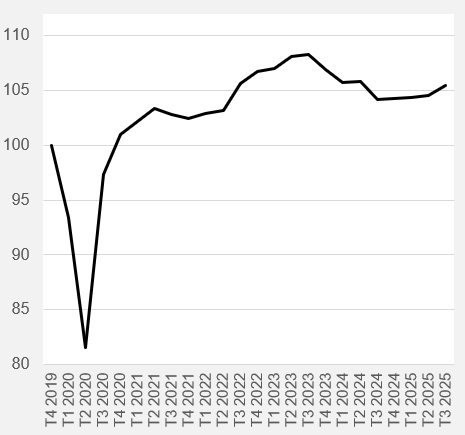 110
105
100
95
90
85
80
T4 2019
T1 2020
T2 2020
T3 2020
T4 2020
T1 2021
T2 2021
T3 2021
T4 2021
T1 2022
T2 2022
T3 2022
T4 2022
T1 2023
T2 2023
T3 2023
T4 2023
T1 2024
T2 2024
T3 2024
T4 2024
T1 2025
T2 2025
T3 2025